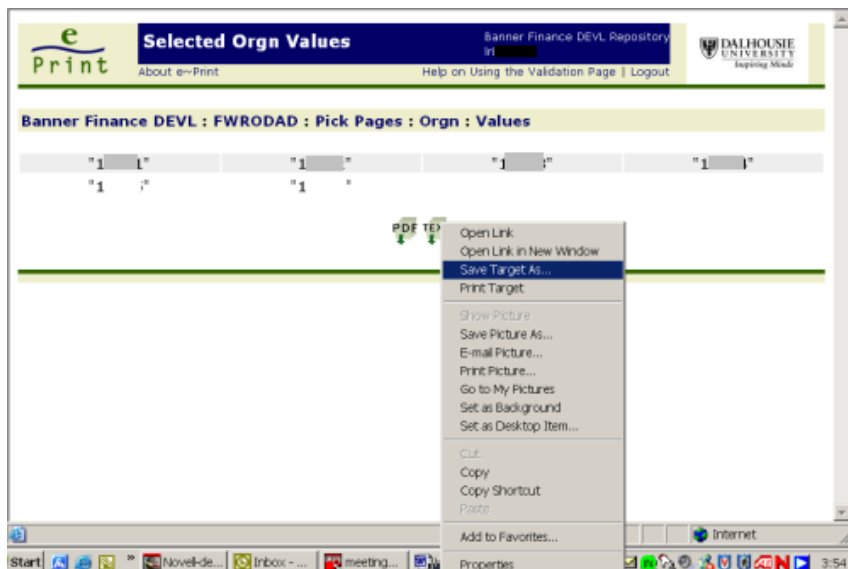 e
Print
Selected Orgn Values
Banner Finance DEVL Repository
DALHOUSIE
UNIVERSITY
Inspiring Minds
About e~Print
Help on Using the Validation Page | Logout
Banner Finance DEVL : FWRODAD : Pick Pages : Orgn : Values
PDF
Open Link
Open Link in New Window
Save Target As...
Print Target
Show Picture
Save Picture As...
E-mail Picture...
Print Picture...
Go to My Pictures
Set as Background
Set as Desktop Item...
Cut
Copy
Copy Shortcut
Paste
Add to Favorites...
Properties
Internet
Start
Novell-de...
Inbox - ...
meeting...
3:54